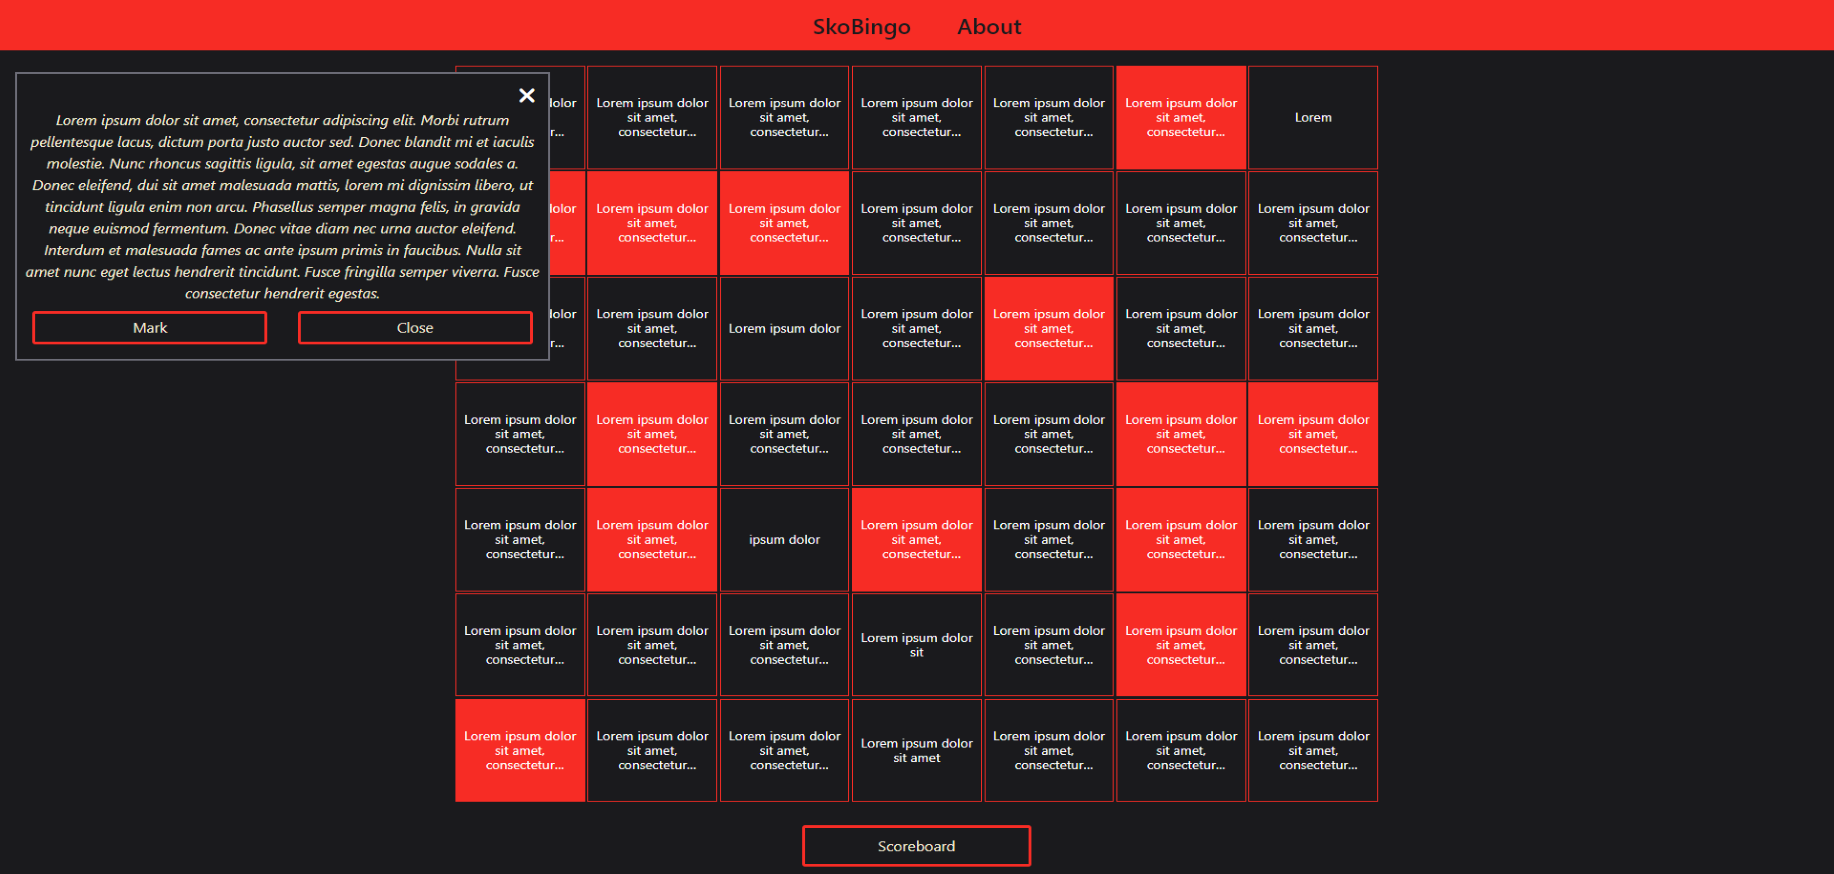 SkoBingo About
Lorem ipsum dolor sit amet, consectetur adipiscing elit. Morbi rutrum
pellentesque lacus, dictum porta justo auctor sed. Donec blandit mi et iaculis
molestie. Nunc rhoncus sagittis ligula, sit amet egestas augue sodales a.
Donec eleifend, dui sit amet malesuada mattis, lorem mi dignissim libero, ut
tincidunt ligula enim non arcu. Phasellus semper magna felis, in gravida
neque euismod fermentum. Donec vitae diam nec urna auctor eleifend.
Interdum et malesuada fames ac ante ipsum primis in faucibus. Nulla sit
amet nunc eget lectus hendrerit tincidunt. Fusce fringilla semper viverra. Fusce
consectetur hendrerit egestas.
Mark
Close
Lorem ipsum dolor
sit amet,
consectetur...
Lorem ipsum dolor
sit amet,
consectetur...
Lorem ipsum dolor
sit amet,
consectetur...
Lorem ipsum dolor
sit amet,
consectetur...
Lorem ipsum dolor
sit amet,
consectetur...
Lorem
Lorem ipsum dolor
sit amet,
consectetur...
Lorem ipsum dolor
sit amet,
consectetur...
Lorem ipsum dolor
sit amet,
consectetur...
Lorem ipsum dolor
sit amet,
consectetur...
Lorem ipsum dolor
sit amet,
consectetur...
Lorem ipsum dolor
sit amet,
consectetur...
Lorem ipsum dolor
sit amet,
consectetur...
Lorem ipsum dolor
Lorem ipsum dolor
sit amet,
consectetur...
Lorem ipsum dolor
sit amet,
consectetur...
Lorem ipsum dolor
sit amet,
consectetur...
Lorem ipsum dolor
sit amet,
consectetur...
Lorem ipsum dolor
sit amet,
consectetur...
Lorem ipsum dolor
sit amet,
consectetur...
Lorem ipsum dolor
sit amet,
consectetur...
Lorem ipsum dolor
sit amet,
consectetur...
Lorem ipsum dolor
sit amet,
consectetur...
Lorem ipsum dolor
sit amet,
consectetur...
Lorem ipsum dolor
sit amet,
consectetur...
Lorem ipsum dolor
sit amet,
consectetur...
Lorem ipsum dolor
sit amet,
consectetur...
ipsum dolor
Lorem ipsum dolor
sit amet,
consectetur...
Lorem ipsum dolor
sit amet,
consectetur...
Lorem ipsum dolor
sit amet,
consectetur...
Lorem ipsum dolor
sit amet,
consectetur...
Lorem ipsum dolor
sit amet,
consectetur...
Lorem ipsum dolor
sit amet,
consectetur...
Lorem ipsum dolor
sit amet,
consectetur...
Lorem ipsum dolor
sit
Lorem ipsum dolor
sit amet,
consectetur...
Lorem ipsum dolor
sit amet,
consectetur...
Lorem ipsum dolor
sit amet,
consectetur...
Lorem ipsum dolor
sit amet,
consectetur...
Lorem ipsum dolor
sit amet,
consectetur...
Lorem ipsum dolor
sit amet,
consectetur...
Lorem ipsum dolor
sit amet
Lorem ipsum dolor
sit amet,
consectetur...
Lorem ipsum dolor
sit amet,
consectetur...
Lorem ipsum dolor
sit amet,
consectetur...
Scoreboard